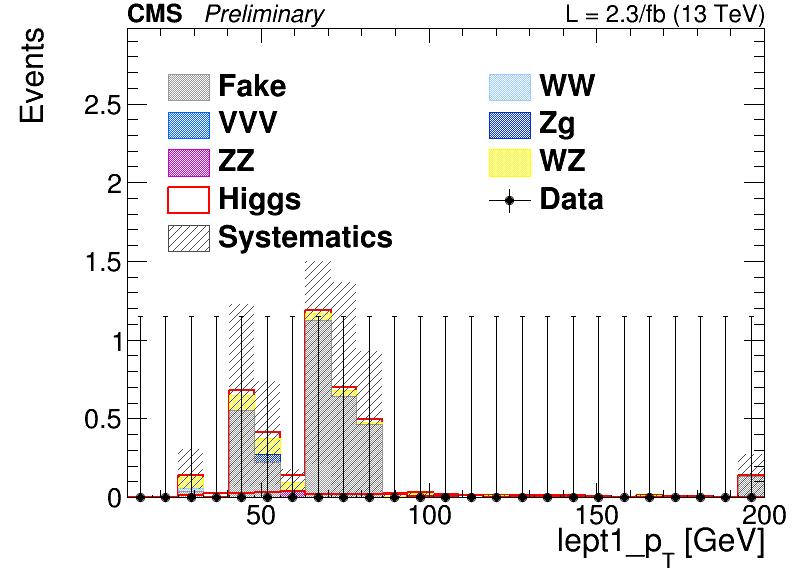 CMS Preliminary L = 2.3/fb (13 TeV)
Events
Fake WW
VVV Zg
ZZ WZ
Higgs Data
Systematics
2.5
2
1.5
1
0.5
0
50 100 150 200
lept1_p_T [GeV]